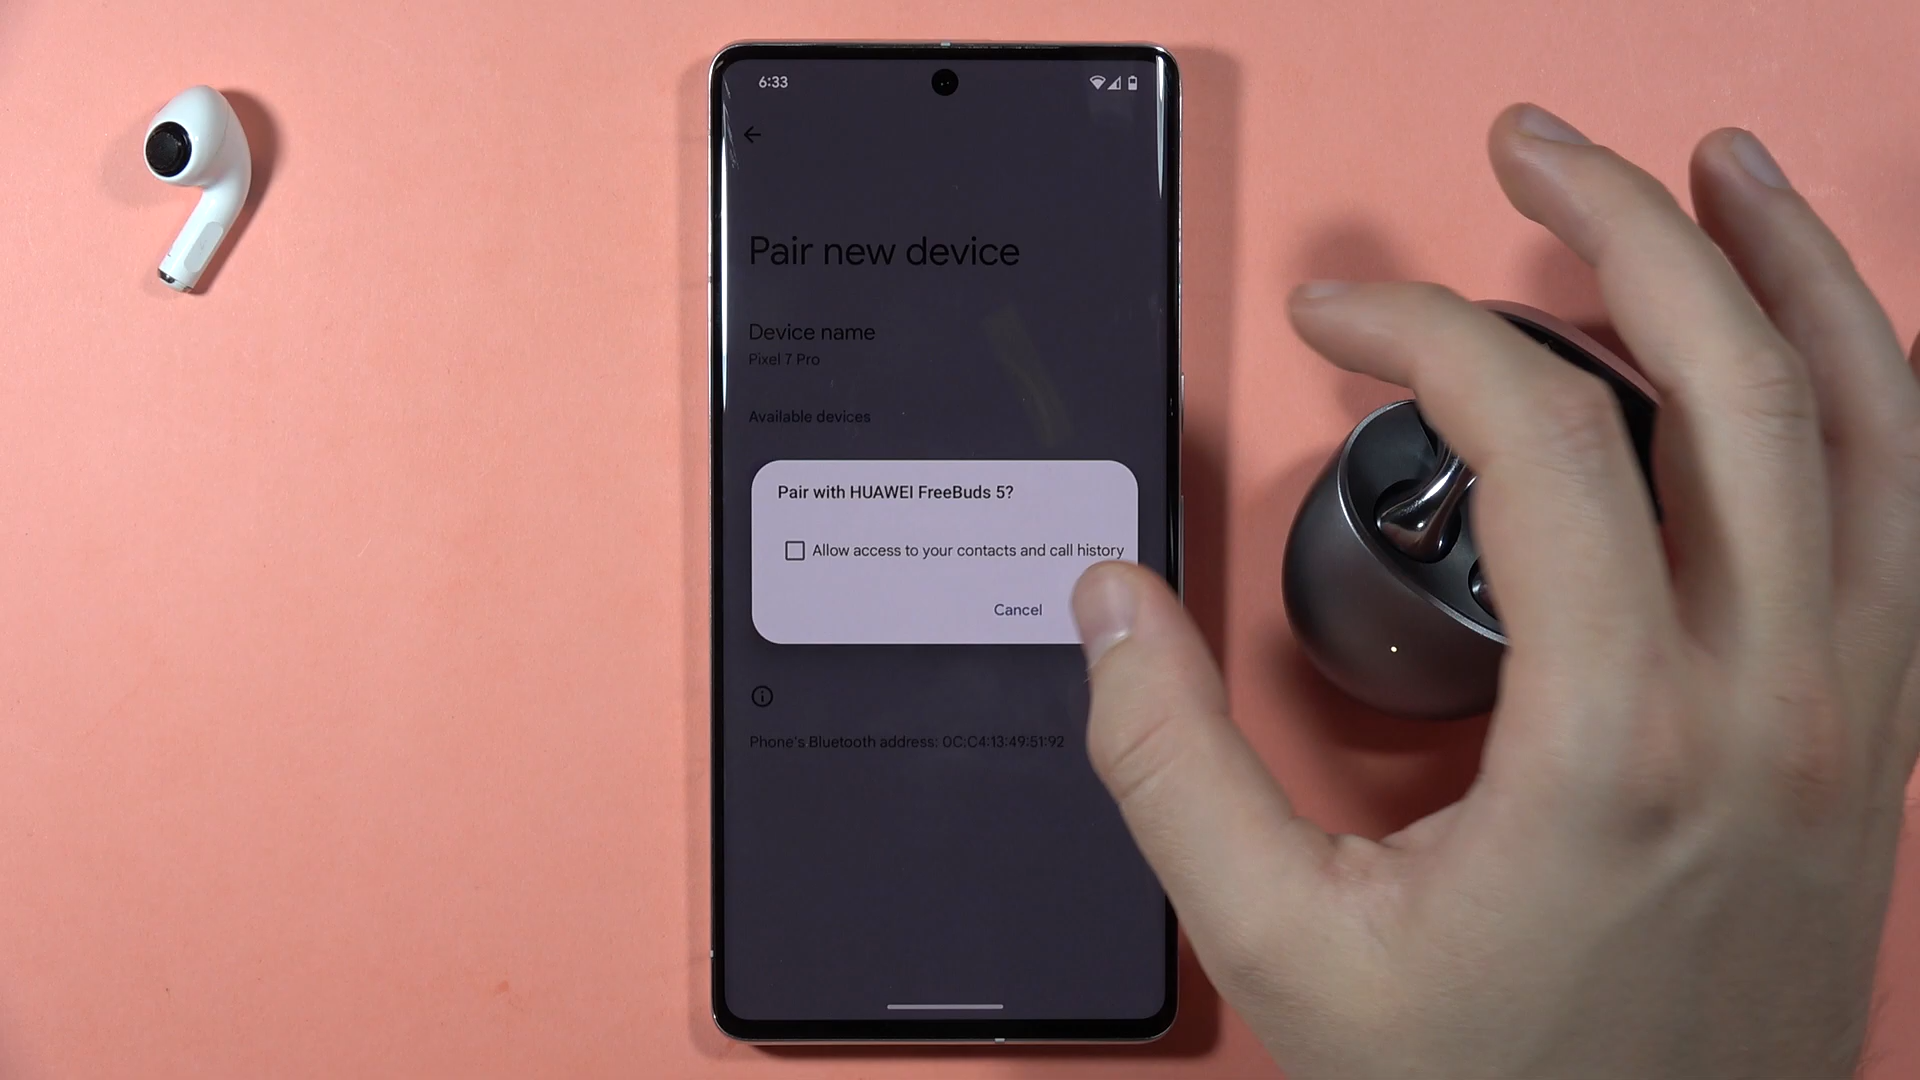 6:33
Pair new device
Device name
Pixel 7 Pro
Available devices
Pair with HUAWEI FreeBuds 5?
Allow access to your contacts and call history
Cancel
Phone's Bluetooth address: 0C:C4:13:49:51:92